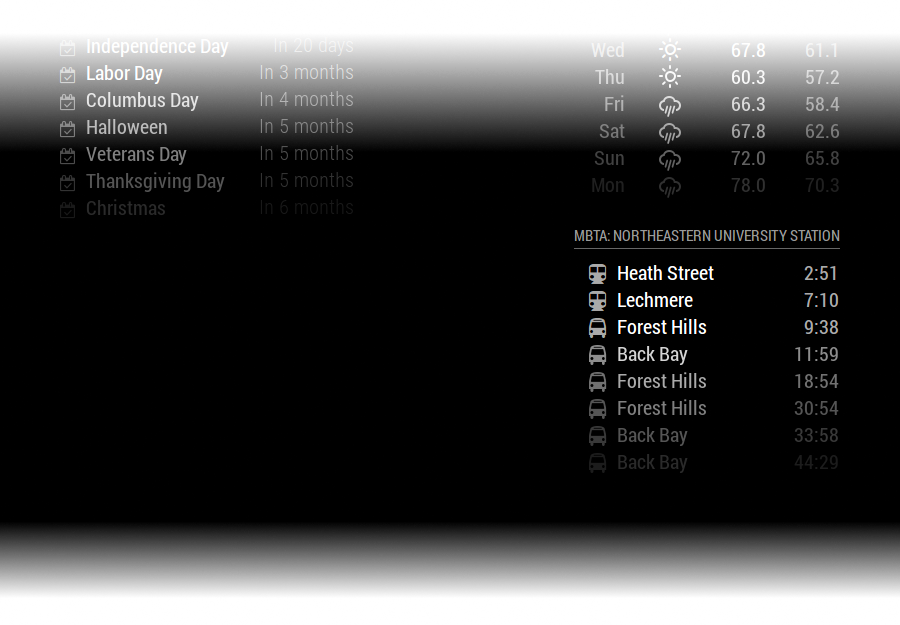 Independence Day In 20 days
Labor Day In 3 months
Columbus Day In 4 months
Halloween In 5 months
Veterans Day In 5 months
Thanksgiving Day In 5 months
Christmas In 6 months
Wed 67.8 61.1
Thu 60.3 57.2
Fri 66.3 58.4
Sat 67.8 62.6
Sun 72.0 65.8
Mon 78.0 70.3
MBTA: NORTHEASTERN UNIVERSITY STATION
Heath Street 2:51
Lechmere 7:10
Forest Hills 9:38
Back Bay 11:59
Forest Hills 18:54
Forest Hills 30:54
Back Bay 33:58
Back Bay 44:29